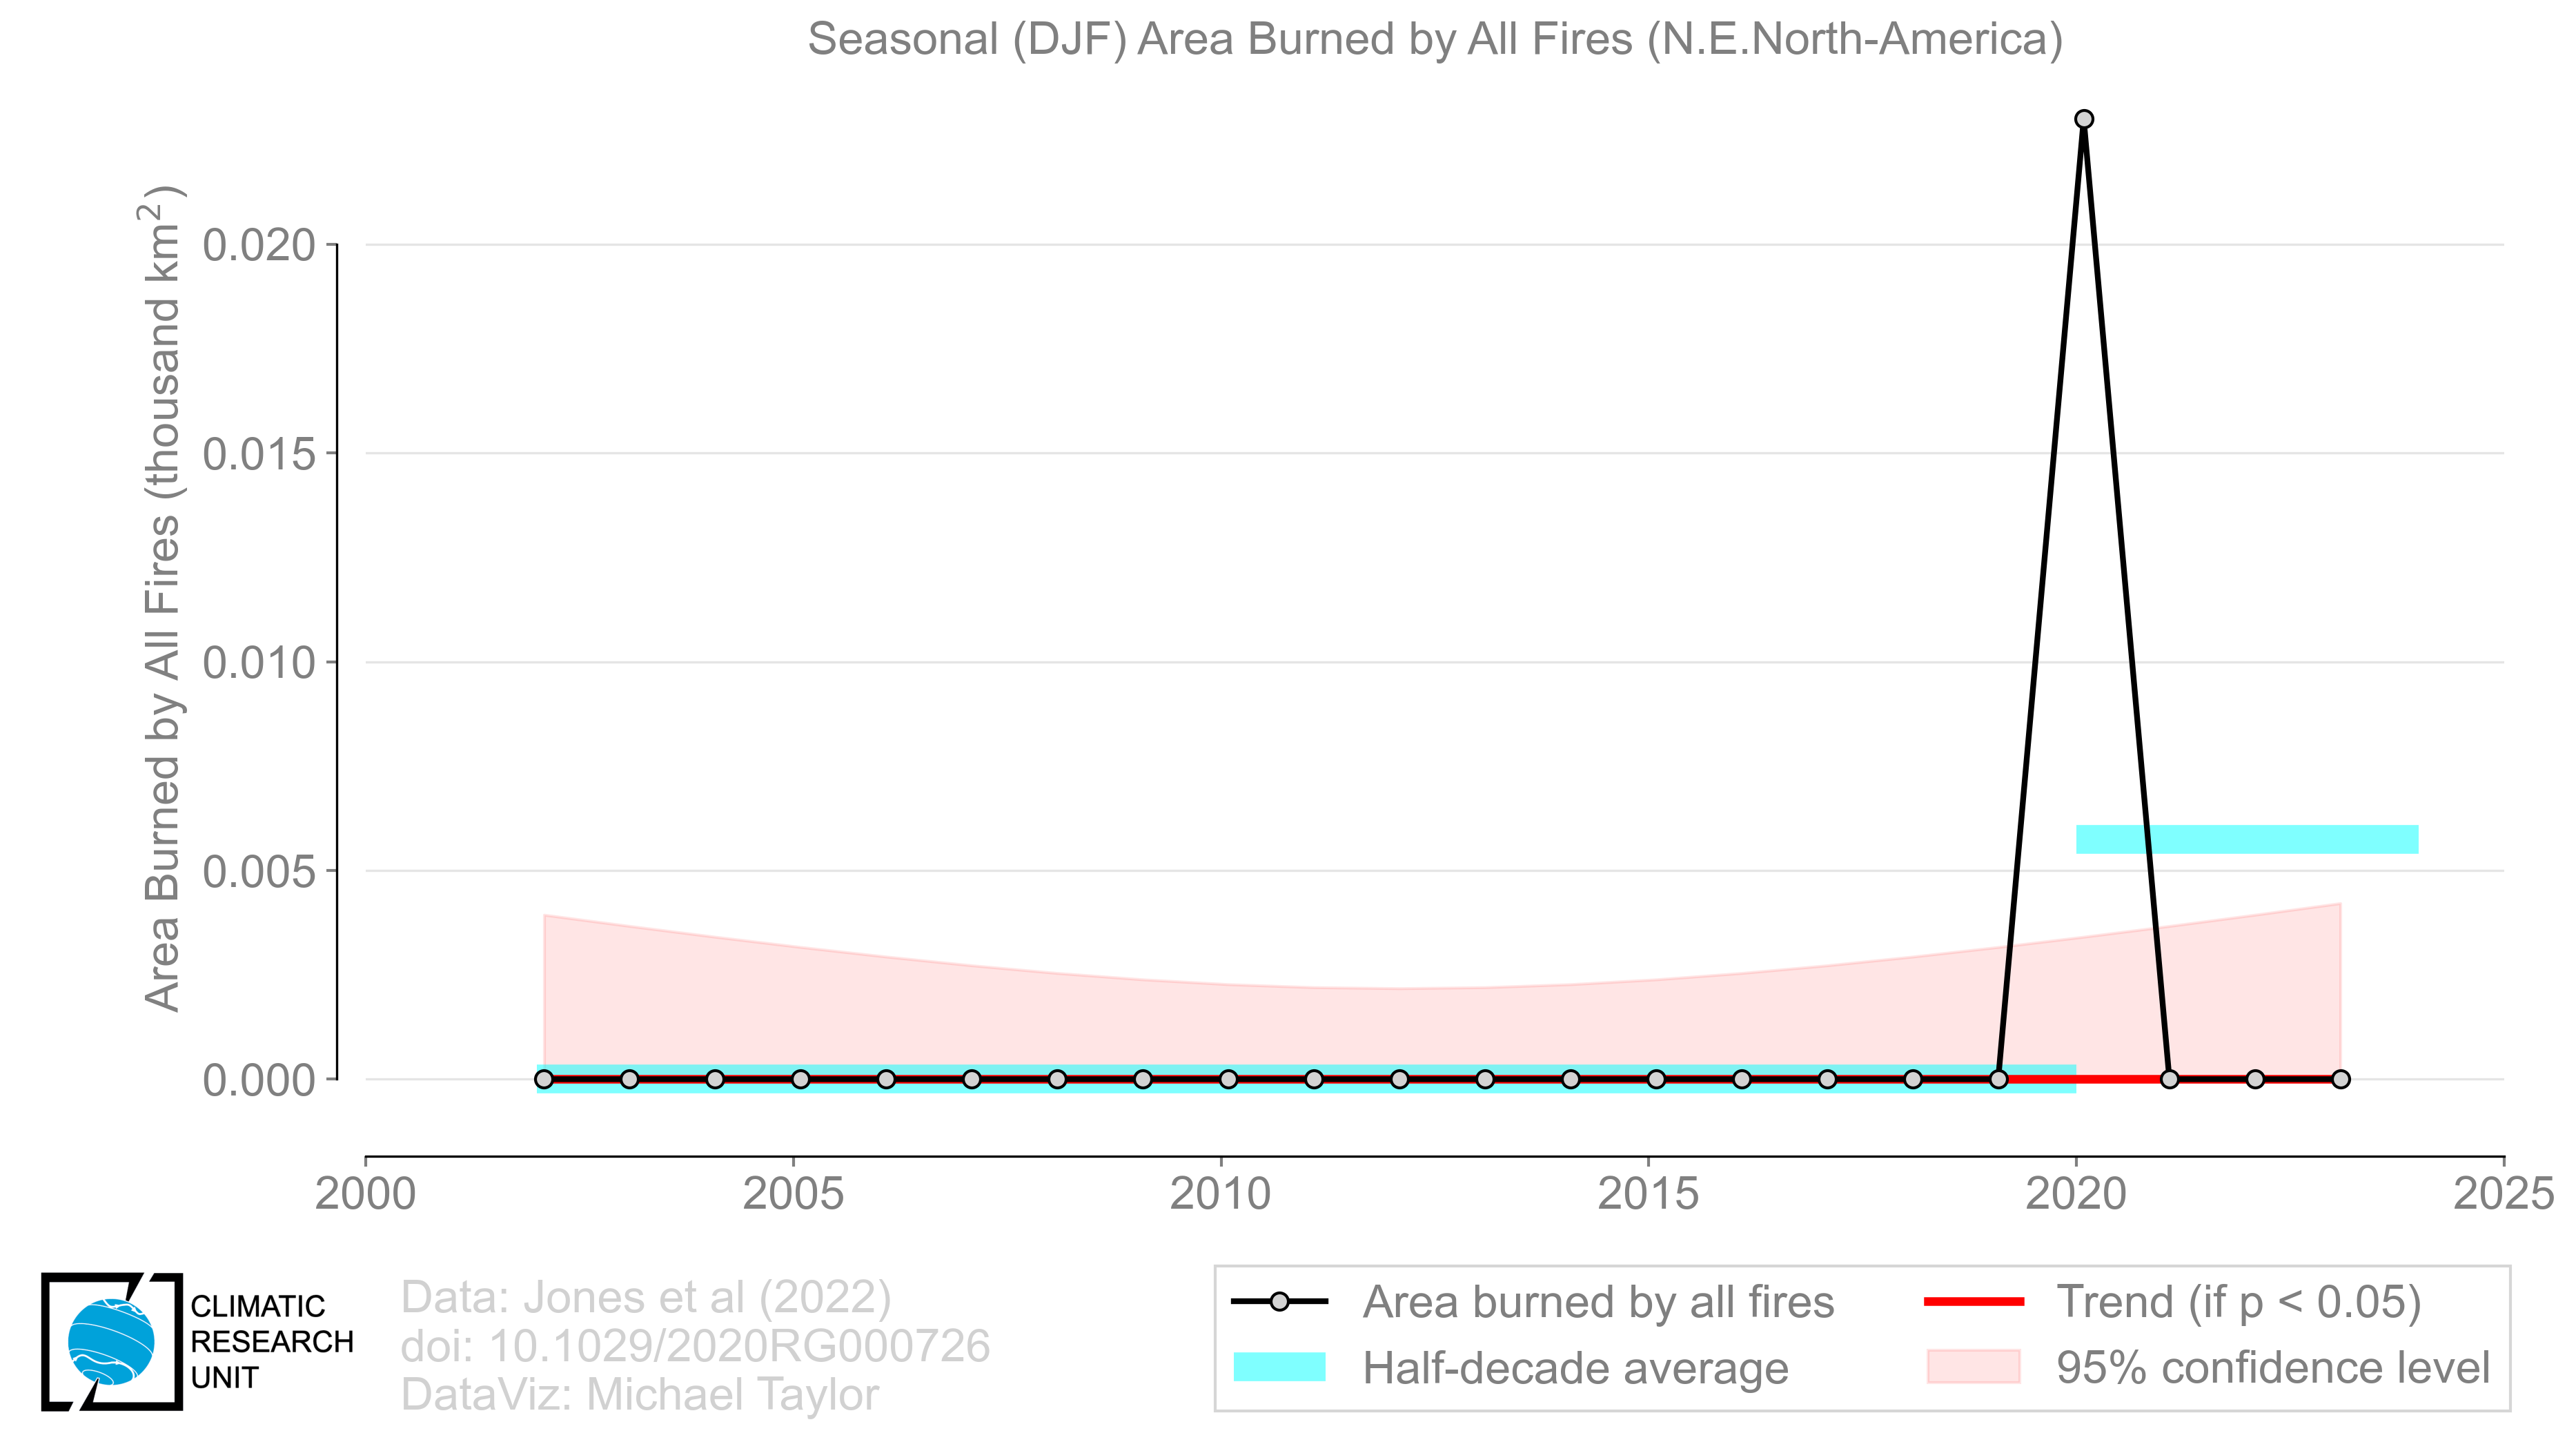 Seasonal (DJF) Area Burned by All Fires (N.E.North-America)
Area Burned by All Fires (thousand km²)
0.020
0.015
0.010
0.005
0.000
2000 2005 2010 2015 2020 2025
CLIMATIC
RESEARCH
UNIT
Data: Jones et al (2022)
doi: 10.1029/2020RG000726
DataViz: Michael Taylor
Area burned by all fires
Half-decade average
Trend (if p < 0.05)
95% confidence level